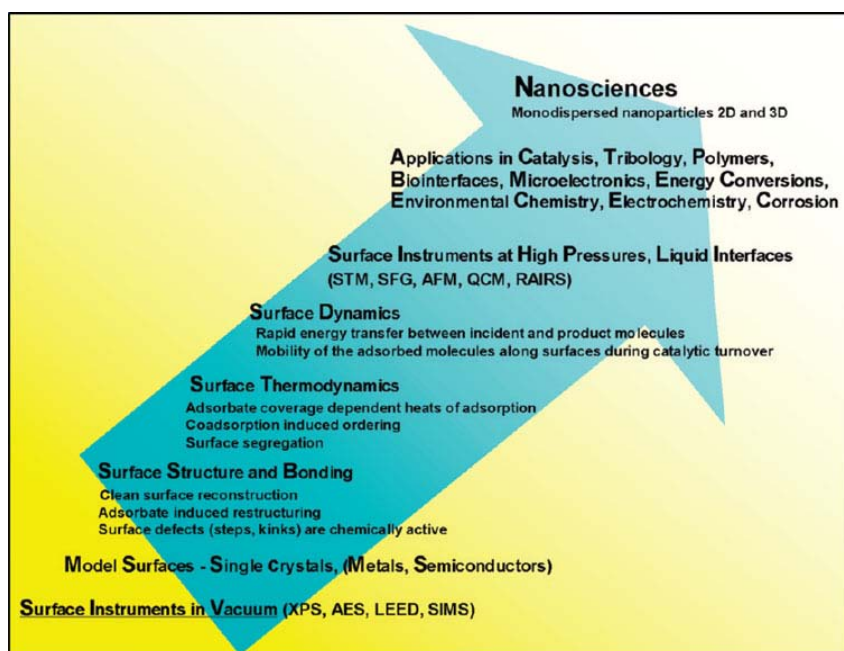 Nanosciences
Monodispersed nanoparticles 2D and 3D
Applications in Catalysis, Tribology, Polymers,
Biointerfaces, Microelectronics, Energy Conversions,
Environmental Chemistry, Electrochemistry, Corrosion
Surface Instruments at High Pressures, Liquid Interfaces
(STM, SFG, AFM, QCM, RAIRS)
Surface Dynamics
Rapid energy transfer between incident and product molecules
Mobility of the adsorbed molecules along surfaces during catalytic turnover
Surface Thermodynamics
Adsorbate coverage dependent heats of adsorption
Coadsorption induced ordering
Surface segregation
Surface Structure and Bonding
Clean surface reconstruction
Adsorbate induced restructuring
Surface defects (steps, kinks) are chemically active
Model Surfaces - Single crystals, (Metals, Semiconductors)
Surface Instruments in Vacuum (XPS, AES, LEED, SIMS)